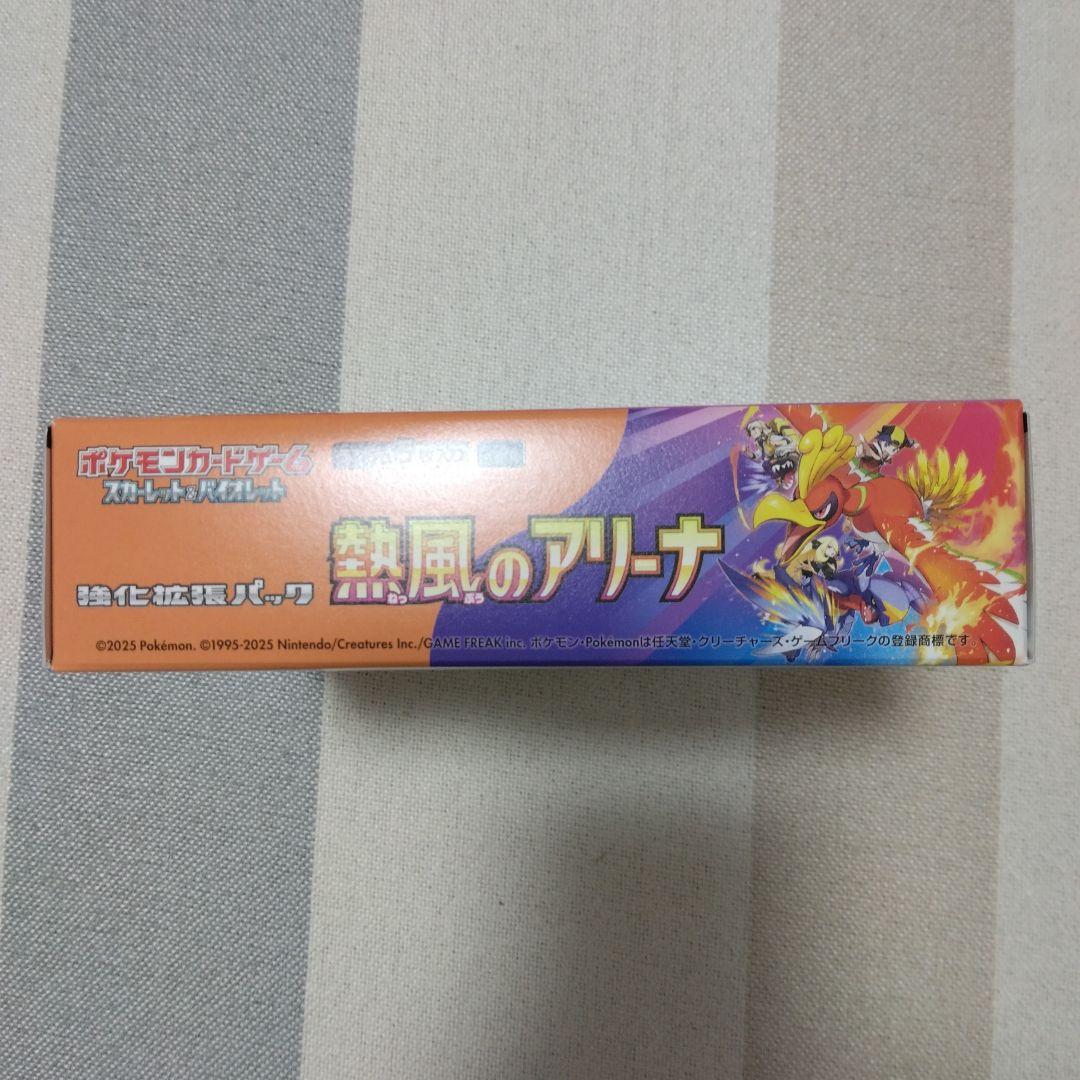 ポケモンカードゲーム
スカーレット&バイオレット
強化拡張パック
熱風のアリーナ
ねっ ぷう
©2025 Pokémon. ©1995-2025 Nintendo/Creatures Inc./GAME FREAK inc. ポケモン・Pokémonは任天堂・クリーチャーズ・ゲームフリークの登録商標です。